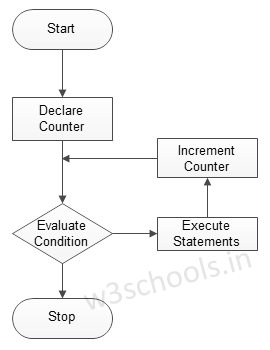 Start
Declare
Counter
Increment
Counter
Evaluate
Condition
Execute
Statements
Stop
w3schools.in